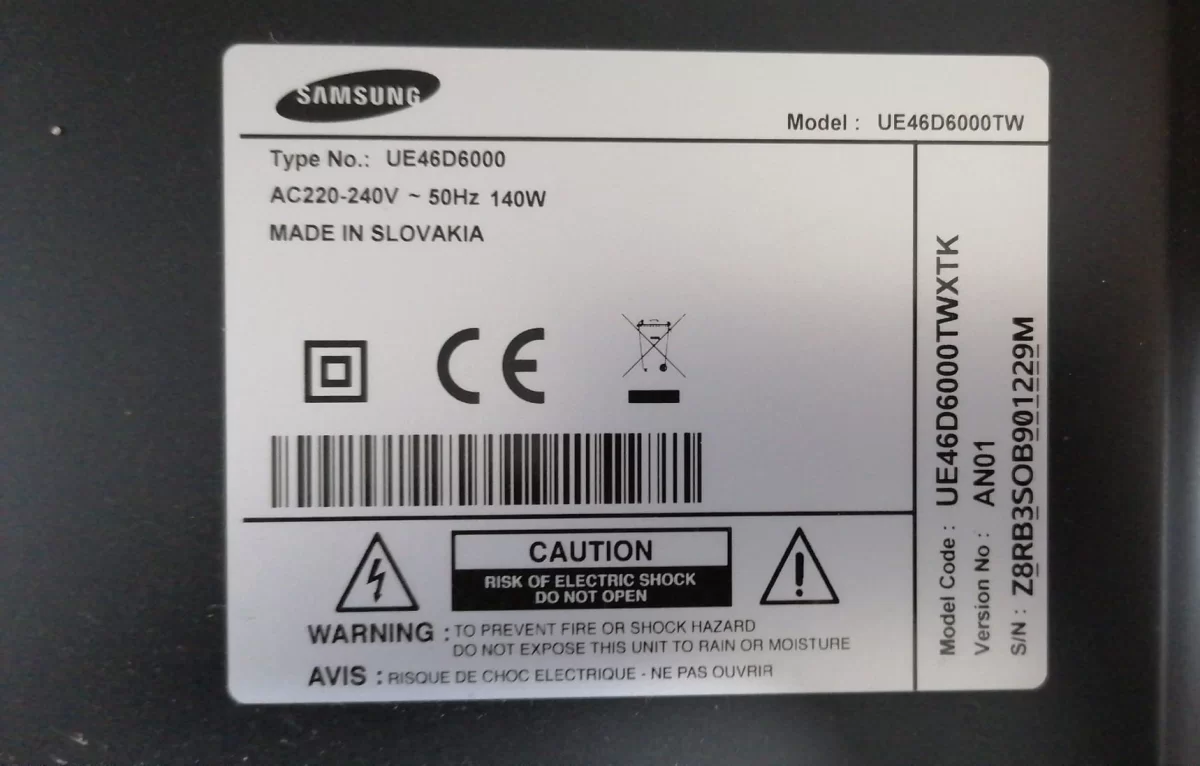 SAMSUNG
Model : UE46D6000TW
Type No.: UE46D6000
AC220-240V ~ 50Hz 140W
MADE IN SLOVAKIA
CE
CAUTION
RISK OF ELECTRIC SHOCK
DO NOT OPEN
WARNING : TO PREVENT FIRE OR SHOCK HAZARD
DO NOT EXPOSE THIS UNIT TO RAIN OR MOISTURE
AVIS : RISQUE DE CHOC ELECTRIQUE - NE PAS OUVRIR
Model Code : UE46D6000TWXTK
Version No : AN01
S/N : Z8RB3SOB901229M